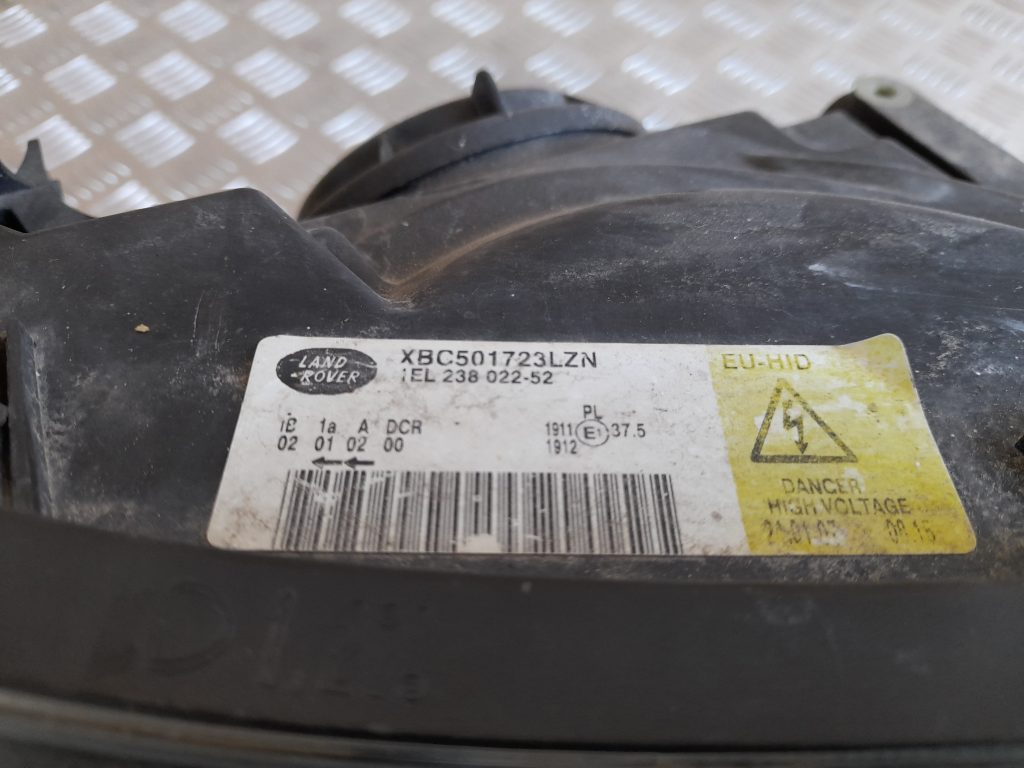 LAND ROVER
XBC501723LZN
1EL 238 022-52
EU-HID
1B 1a A DCR
02 01 02 00
PL
1911 E1 37.5
1912
DANGER
HIGH VOLTAGE